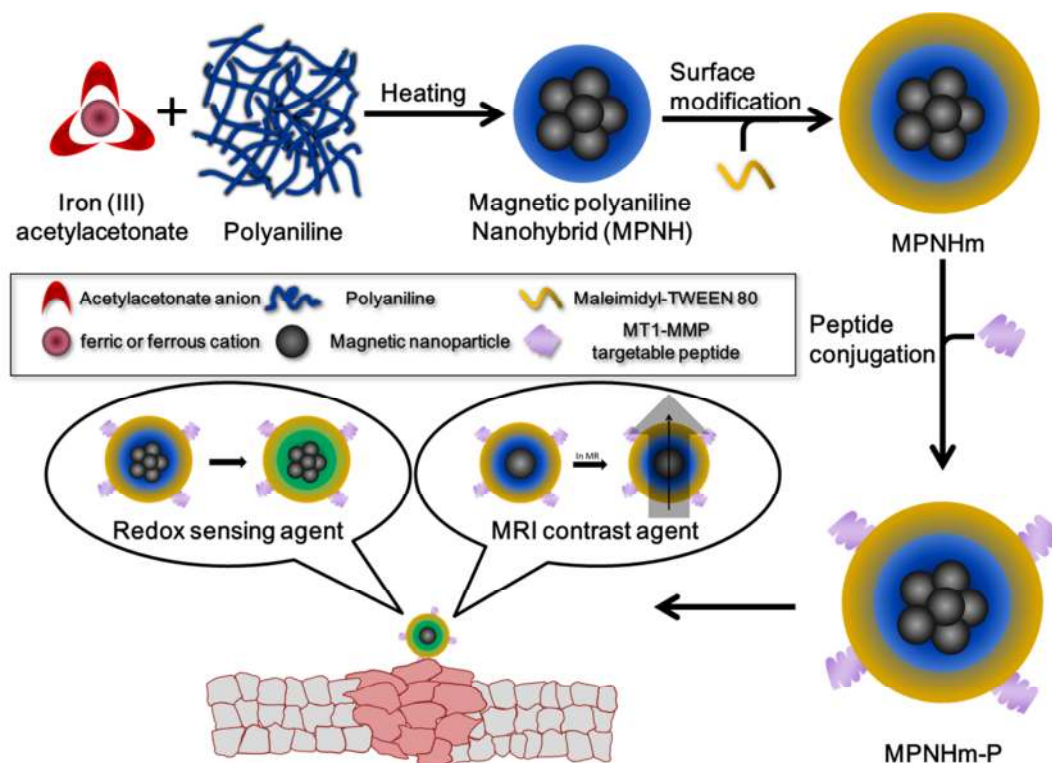 Heating
Surface
modification
Iron (III)
acetylacetonate
Polyaniline
Magnetic polyaniline
Nanohybrid (MPNH)
MPNHm
Acetylacetonate anion
Polyaniline
Maleimidyl-TWEEN 80
ferric or ferrous cation
Magnetic nanoparticle
MT1-MMP
targetable peptide
Peptide
conjugation
In MR
Redox sensing agent
MRI contrast agent
MPNHm-P